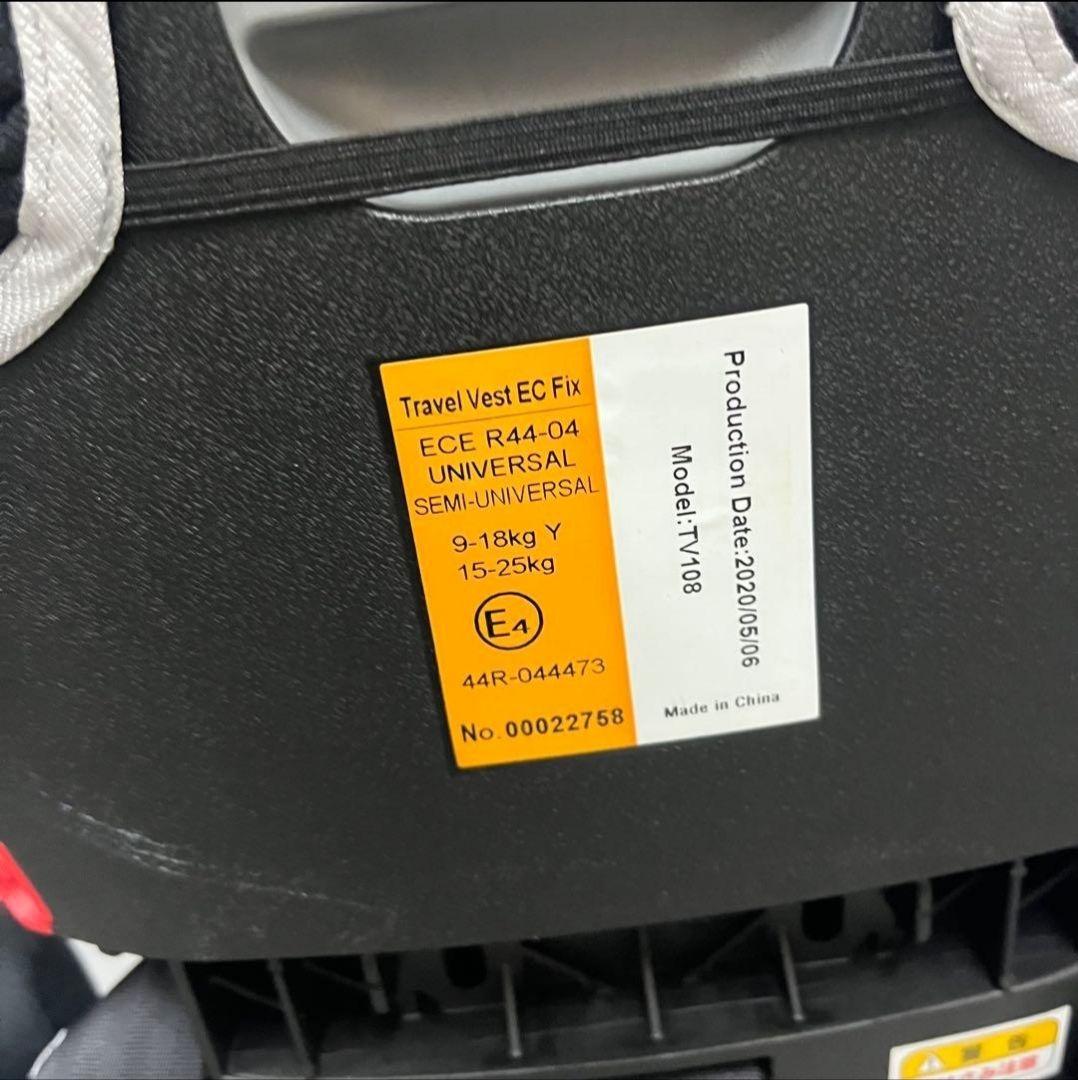 Travel Vest EC Fix
ECE R44-04
UNIVERSAL
SEMI-UNIVERSAL
9-18kg Y
15-25kg
E4
44R-044473
No.00022758
Production Date:2020/05/06
Model:TV108
Made in China